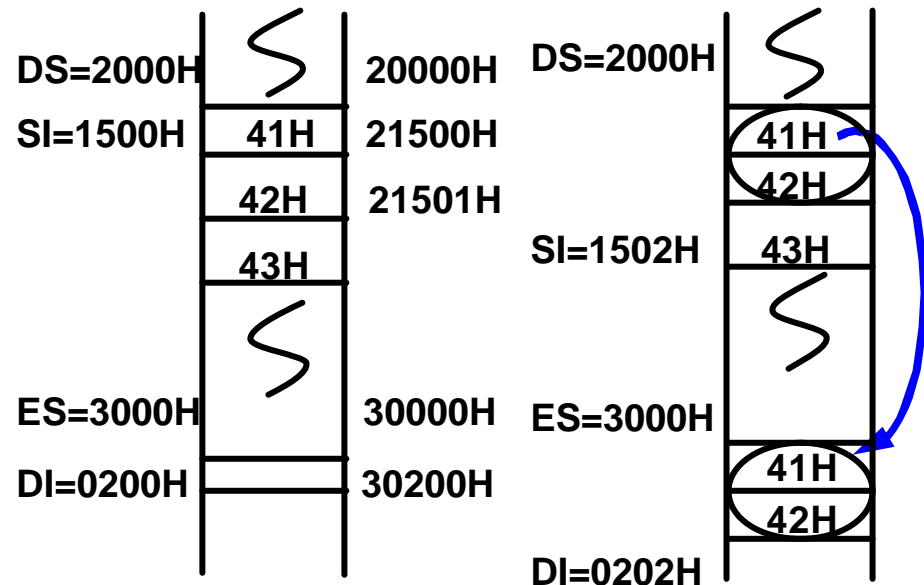 DS=2000H 20000H
SI=1500H 41H 21500H
42H 21501H
43H
ES=3000H 30000H
DI=0200H 30200H
DS=2000H
41H
42H
SI=1502H 43H
ES=3000H
41H
42H
DI=0202H